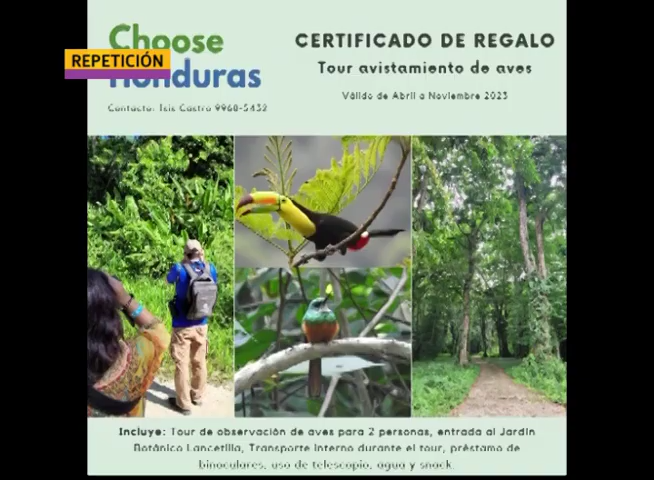 Choose
Honduras
REPETICIÓN
Contacto: Isis Castro 9960-5432
CERTIFICADO DE REGALO
Tour avistamiento de aves
Válido de Abril a Noviembre 2023
Incluye: Tour de observación de aves para 2 personas, entrada al Jardín
Botánico Lancetilla, Transporte interno durante el tour, préstamo de
binoculares, uso de telescopio, agua y snack.